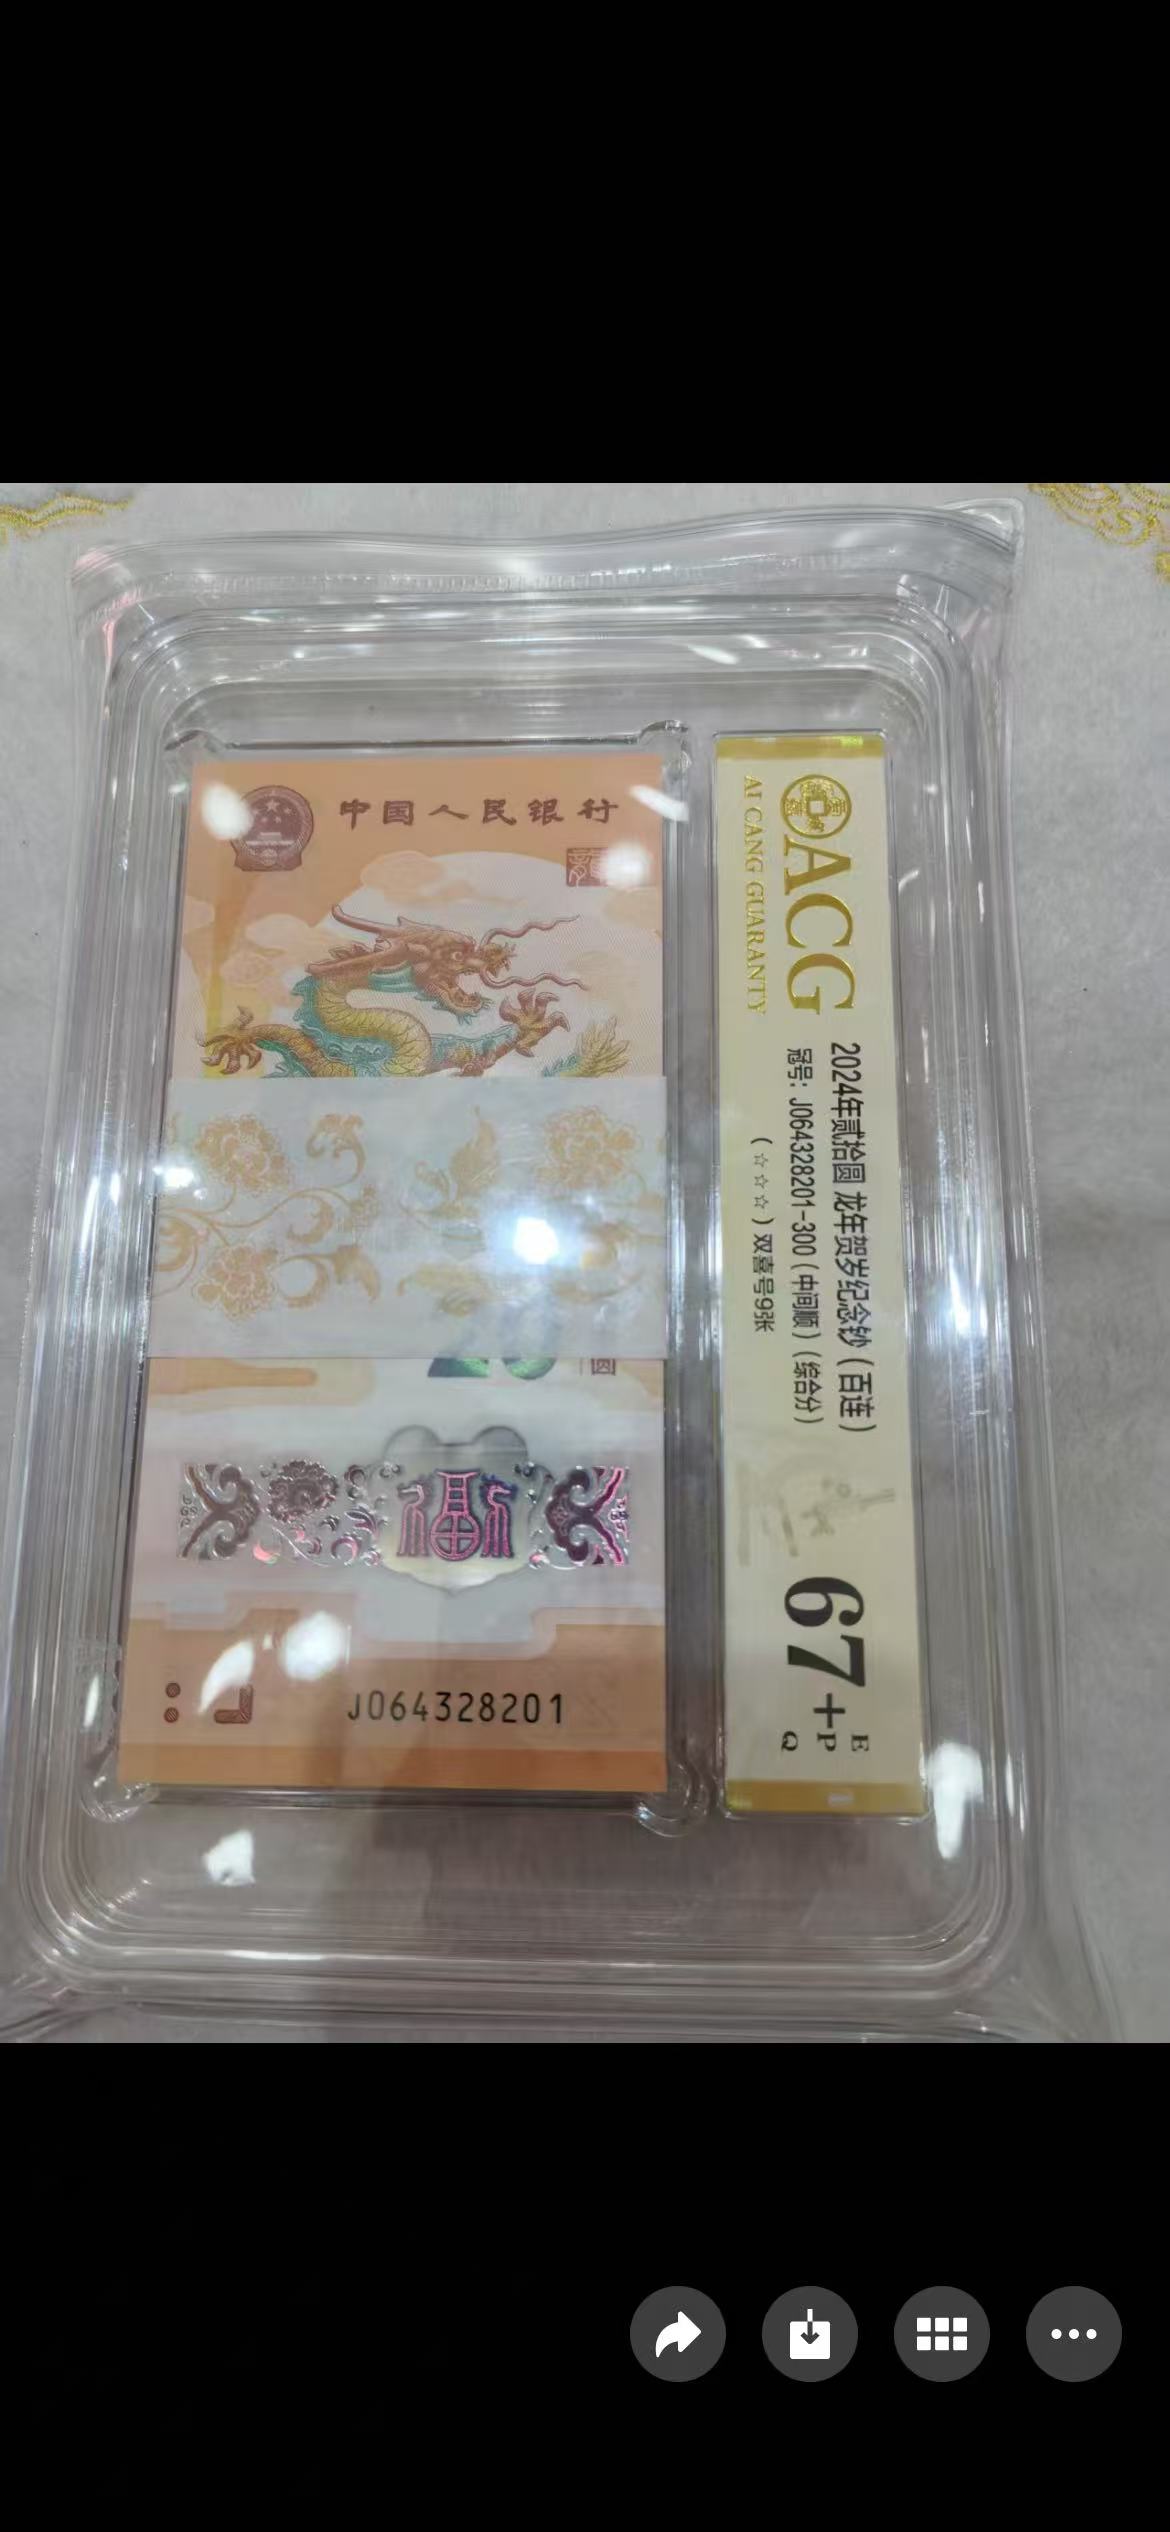 中国人民银行
圆
福
J064328201
ACG
AI CANG GUARANTY
2024年贰拾圆 龙年贺岁纪念钞（百连）
冠号：J064328201-300（中间顺）（综合分）
（☆☆☆）双喜号9张
67+
E
P
Q